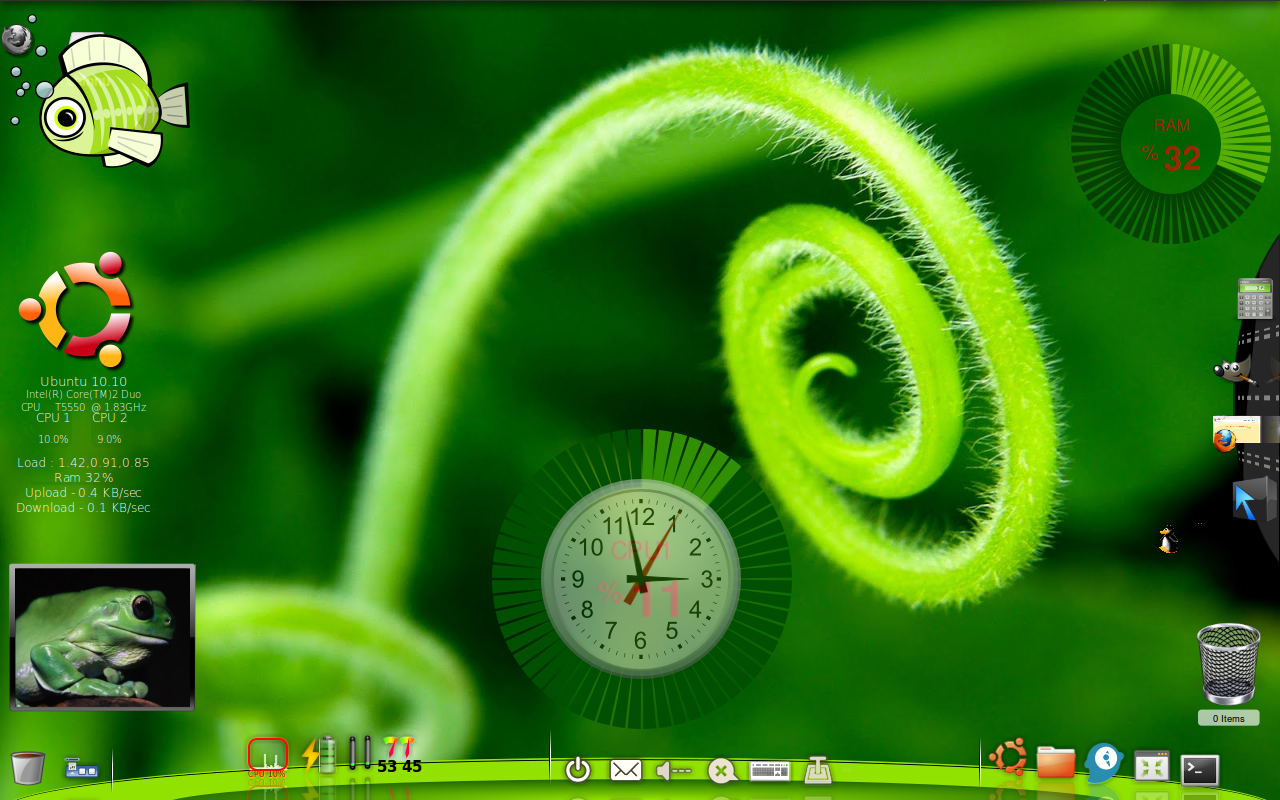 RAM
% 32
Ubuntu 10.10
Intel(R) Core(TM)2 Duo
CPU T5550 @ 1.83GHz
CPU 1 CPU 2
10.0% 9.0%
Load : 1.42,0.91,0.85
Ram 32%
Upload - 0.4 KB/sec
Download - 0.1 KB/sec
11 12 1
10 2
9 3
8 4
7 6 5
CPU1
% 11
0 Items
CPU 10%
53 45
>_